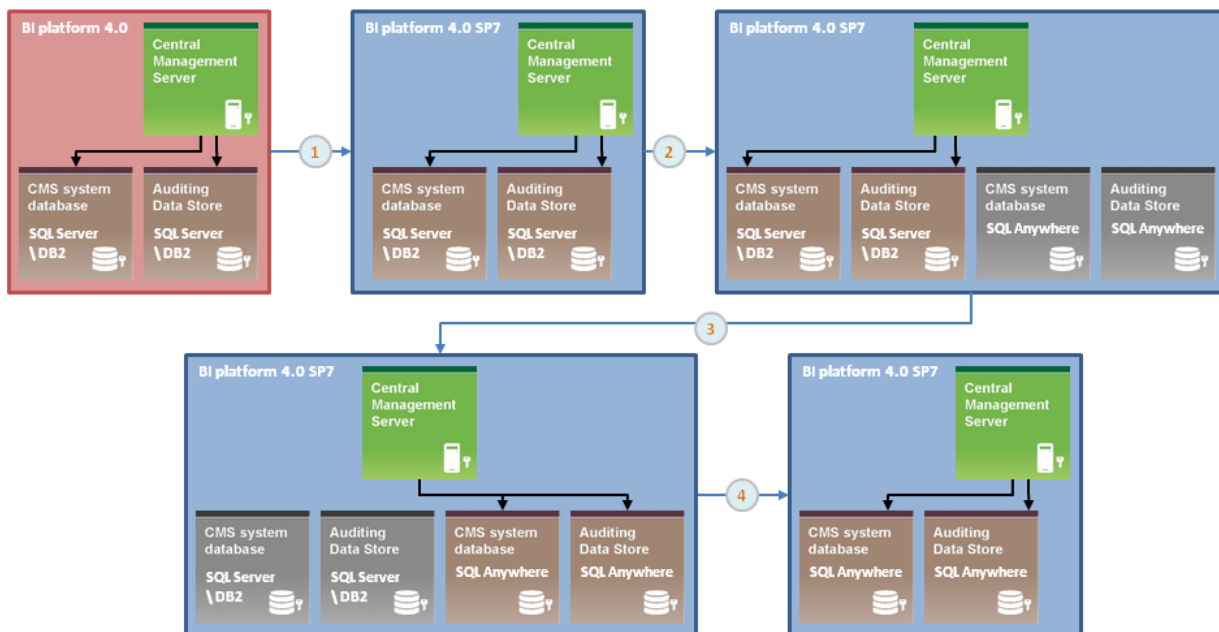 BI platform 4.0
Central
Management
Server
CMS system
database
SQL Server
\DB2
Auditing
Data Store
SQL Server
\DB2
1
BI platform 4.0 SP7
Central
Management
Server
CMS system
database
SQL Server
\DB2
Auditing
Data Store
SQL Server
\DB2
2
BI platform 4.0 SP7
Central
Management
Server
CMS system
database
SQL Server
\DB2
Auditing
Data Store
SQL Server
\DB2
CMS system
database
SQL Anywhere
Auditing
Data Store
SQL Anywhere
3
BI platform 4.0 SP7
Central
Management
Server
CMS system
database
SQL Server
\DB2
Auditing
Data Store
SQL Server
\DB2
CMS system
database
SQL Anywhere
Auditing
Data Store
SQL Anywhere
4
BI platform 4.0 SP7
Central
Management
Server
CMS system
database
SQL Anywhere
Auditing
Data Store
SQL Anywhere